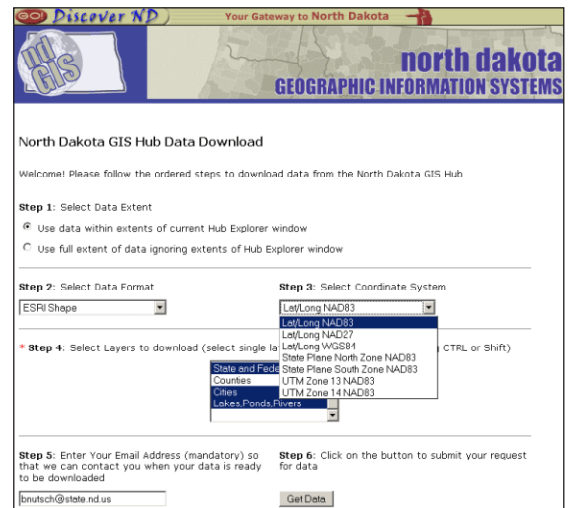 GO! Discover ND Your Gateway to North Dakota
nd GIS
north dakota
GEOGRAPHIC INFORMATION SYSTEMS
North Dakota GIS Hub Data Download
Welcome! Please follow the ordered steps to download data from the North Dakota GIS Hub
Step 1: Select Data Extent
Use data within extents of current Hub Explorer window
Use full extent of data ignoring extents of Hub Explorer window
Step 2: Select Data Format
ESRI Shape
Step 3: Select Coordinate System
Lat/Long NAD83
Lat/Long NAD83
Lat/Long NAD27
Lat/Long WGS84
State Plane North Zone NAD83
State Plane South Zone NAD83
UTM Zone 13 NAD83
UTM Zone 14 NAD83
* Step 4: Select Layers to download (select single CTRL or Shift)
State and
Counties
Cities
Lakes,Ponds,Rivers
Step 5: Enter Your Email Address (mandatory) so
that we can contact you when your data is ready
to be downloaded
bnutsch@state.nd.us
Step 6: Click on the button to submit your request
for data
Get Data